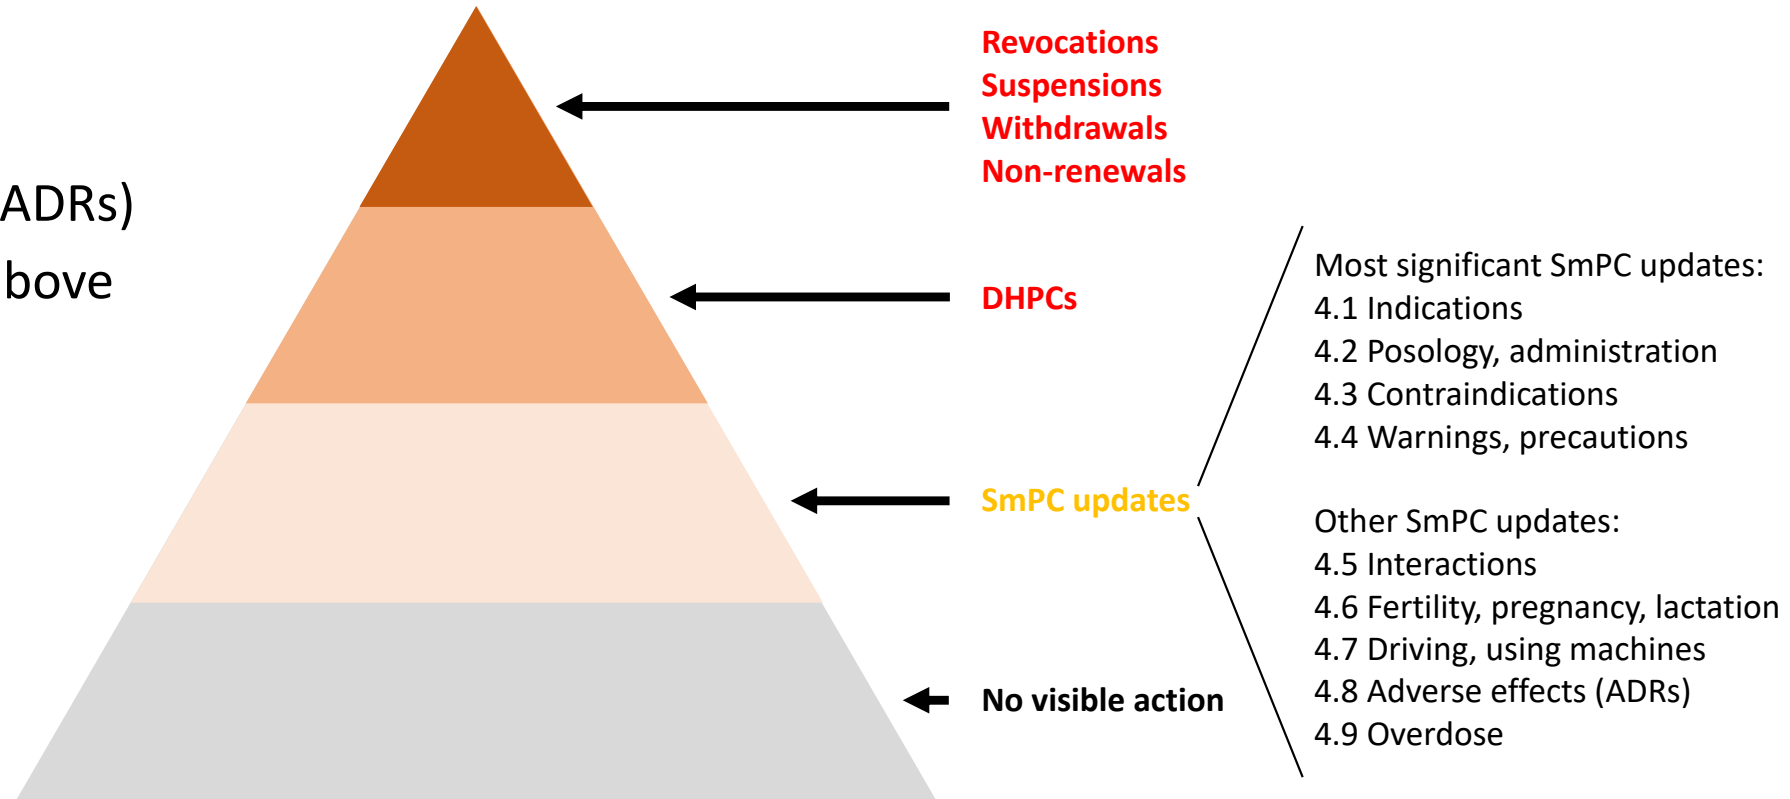 ADRs)
bove
Revocations
Suspensions
Withdrawals
Non-renewals
DHPCs
SmPC updates
No visible action
Most significant SmPC updates:
4.1 Indications
4.2 Posology, administration
4.3 Contraindications
4.4 Warnings, precautions
Other SmPC updates:
4.5 Interactions
4.6 Fertility, pregnancy, lactation
4.7 Driving, using machines
4.8 Adverse effects (ADRs)
4.9 Overdose